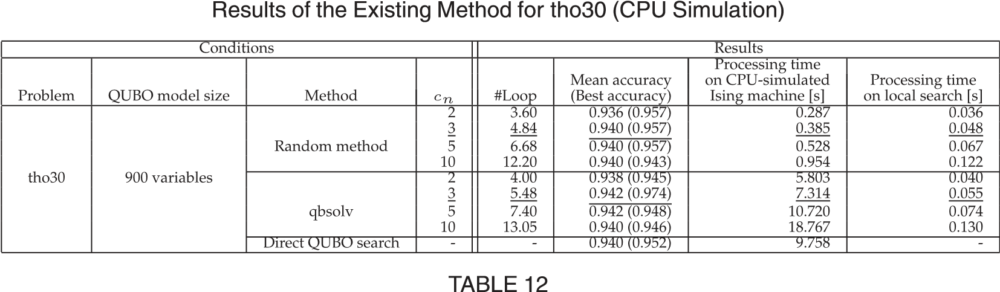 Results of the Existing Method for tho30 (CPU Simulation)
Conditions Results
Problem QUBO model size Method c_n #Loop Mean accuracy (Best accuracy) Processing time on CPU-simulated Ising machine [s] Processing time on local search [s]
tho30 900 variables Random method 2 3.60 0.936 (0.957) 0.287 0.036
3 4.84 0.940 (0.957) 0.385 0.048
5 6.68 0.940 (0.957) 0.528 0.067
10 12.20 0.940 (0.943) 0.954 0.122
qbsolv 2 4.00 0.938 (0.945) 5.803 0.040
3 5.48 0.942 (0.974) 7.314 0.055
5 7.40 0.942 (0.948) 10.720 0.074
10 13.05 0.940 (0.946) 18.767 0.130
Direct QUBO search - - 0.940 (0.952) 9.758 -
TABLE 12